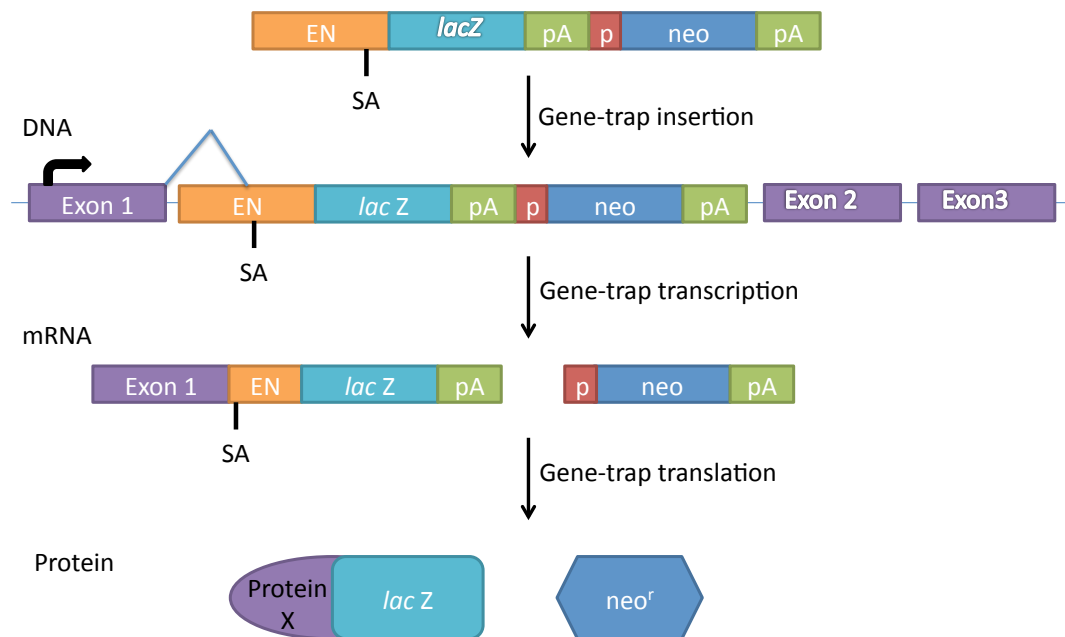 EN lacZ pA p neo pA
SA
Gene-trap insertion
DNA
Exon 1 EN lac Z pA p neo pA Exon 2 Exon3
SA
Gene-trap transcription
mRNA
Exon 1 EN lac Z pA p neo pA
SA
Gene-trap translation
Protein
Protein
X
lac Z
neoʳ